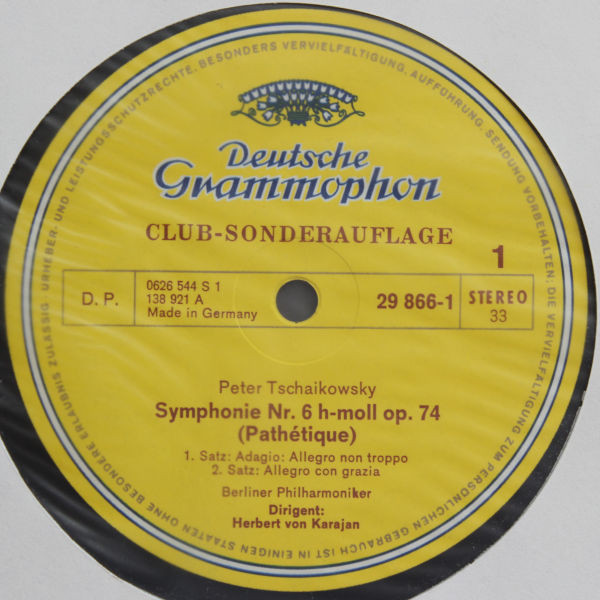 Deutsche
Grammophon
CLUB-SONDERAUFLAGE
1
D. P.
0626 544 S 1
138 921 A
Made in Germany
29 866-1
STEREO
33
Peter Tschaikowsky
Symphonie Nr. 6 h-moll op. 74
(Pathétique)
1. Satz: Adagio: Allegro non troppo
2. Satz: Allegro con grazia
Berliner Philharmoniker
Dirigent:
Herbert von Karajan
URHEBER- UND LEISTUNGSSCHUTZRECHTE, BESONDERS VERVIELFÄLTIGUNG, AUFFÜHRUNG, SENDUNG VORBEHALTEN; DIE VERVIELFÄLTIGUNG ZUM PERSÖNLICHEN GEBRAUCH IST IN EINIGEN STAATEN OHNE BESONDERE ERLAUBNIS ZULÄSSIG